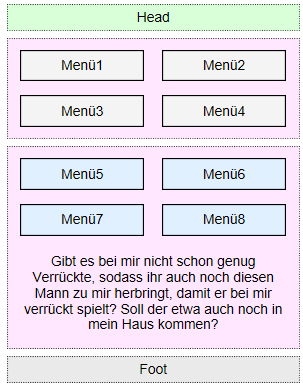 Head
Menü1 Menü2
Menü3 Menü4
Menü5 Menü6
Menü7 Menü8
Gibt es bei mir nicht schon genug
Verrückte, sodass ihr auch noch diesen
Mann zu mir herbringt, damit er bei mir
verrückt spielt? Soll der etwa auch noch in
mein Haus kommen?
Foot